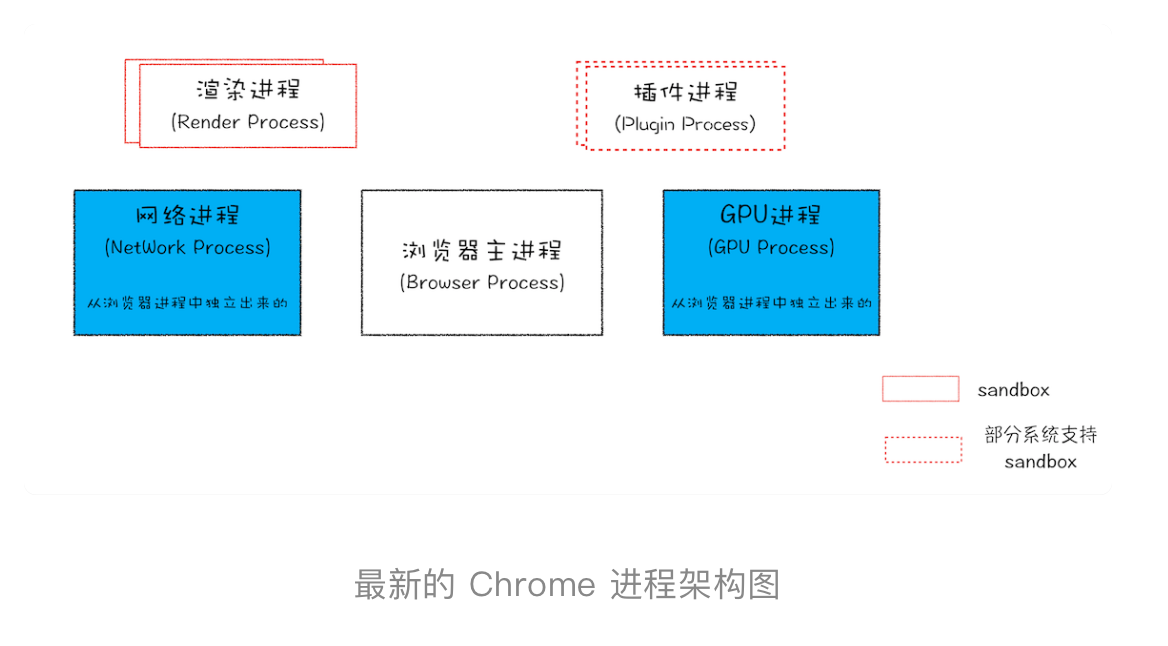 渲染进程
(Render Process)
插件进程
(Plugin Process)
网络进程
(NetWork Process)
从浏览器进程中独立出来的
浏览器主进程
(Browser Process)
GPU进程
(GPU Process)
从浏览器进程中独立出来的
sandbox
部分系统支持
sandbox
最新的 Chrome 进程架构图